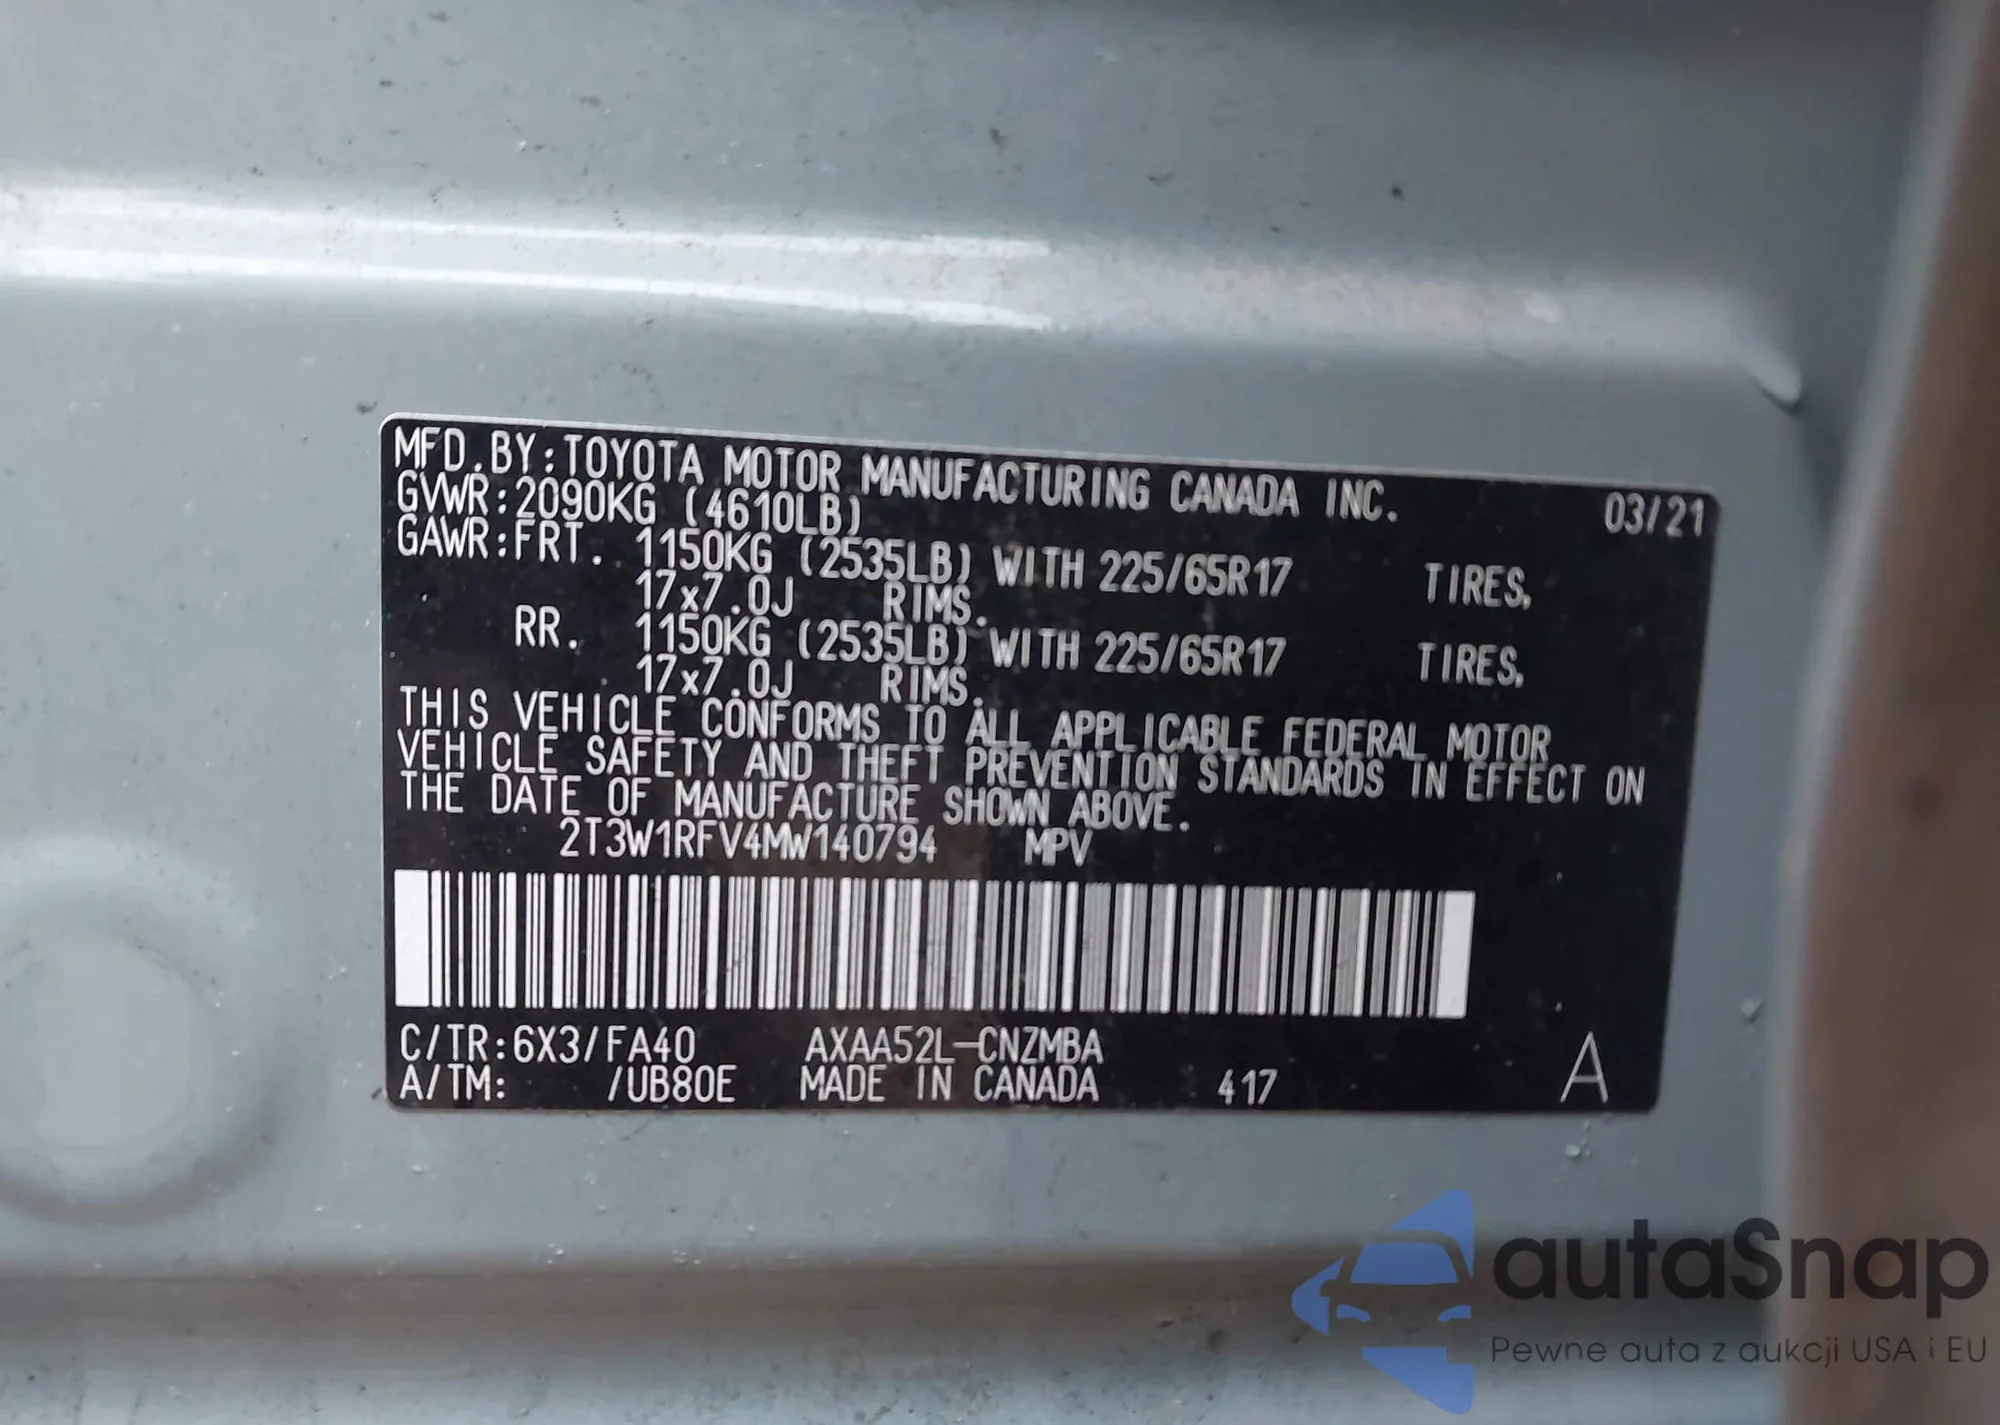 MFD.BY:TOYOTA MOTOR MANUFACTURING CANADA INC. 03/21
GVWR:2090KG (4610LB)
GAWR:FRT. 1150KG (2535LB) WITH 225/65R17 TIRES,
17x7.0J RIMS.
RR. 1150KG (2535LB) WITH 225/65R17 TIRES,
17x7.0J RIMS.
THIS VEHICLE CONFORMS TO ALL APPLICABLE FEDERAL MOTOR
VEHICLE SAFETY AND THEFT PREVENTION STANDARDS IN EFFECT ON
THE DATE OF MANUFACTURE SHOWN ABOVE.
2T3W1RFV4MW140794 MPV
C/TR:6X3/FA40 AXAA52L-CNZMBA
A/TM: /UB80E MADE IN CANADA 417 A
autaSnap
Pewne auta z aukcji USA i EU